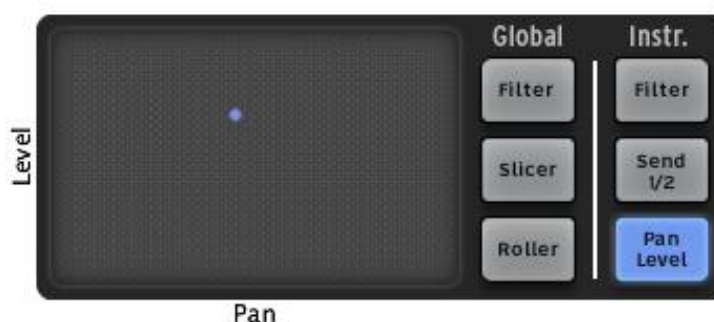 Global
Instr.
Filter
Filter
Level
Slicer
Send
1/2
Roller
Pan
Level
Pan